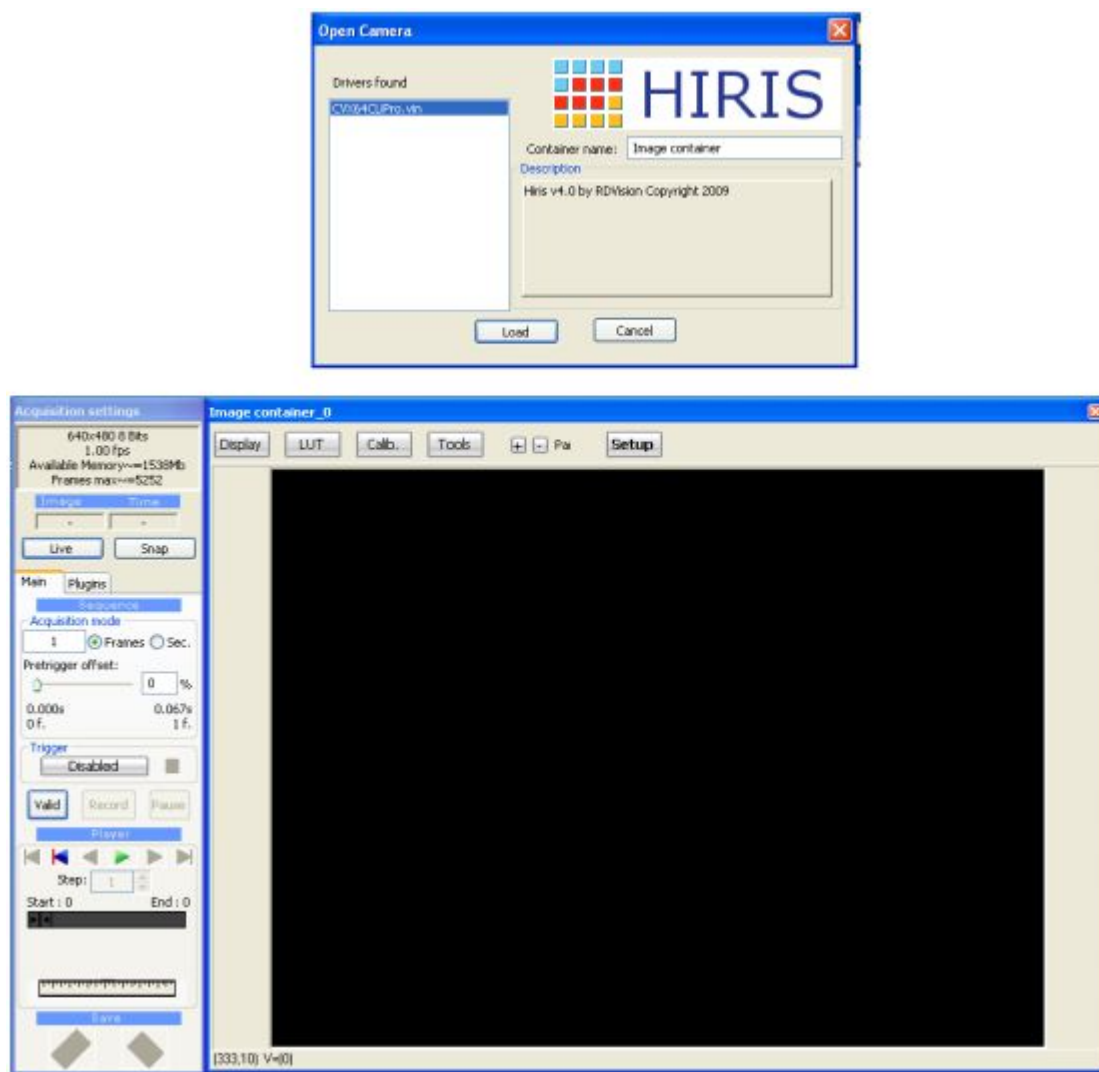 Open Camera
Drivers found
HIRIS
CVX64CLiPro.vin
Container name: Image container
Description
Hiris v4.0 by RDVision Copyright 2009
Load Cancel
Acquisition settings
Image container_0
640x480 8 Bits
1.00 fps
Available Memory~=1538Mb
Frames max~=5252
Display LUT Calib. Tools + - Pai Setup
Image Time
- -
Live Snap
Main Plugins
Sequence
Acquisition mode
1 Frames Sec.
Pretrigger offset:
0 %
0.000s 0.067s
0 f. 1 f.
Trigger
Disabled
Valid Record Pause
Player
Step: 1
Start : 0 End : 0
Save
(333,10) V=(0)